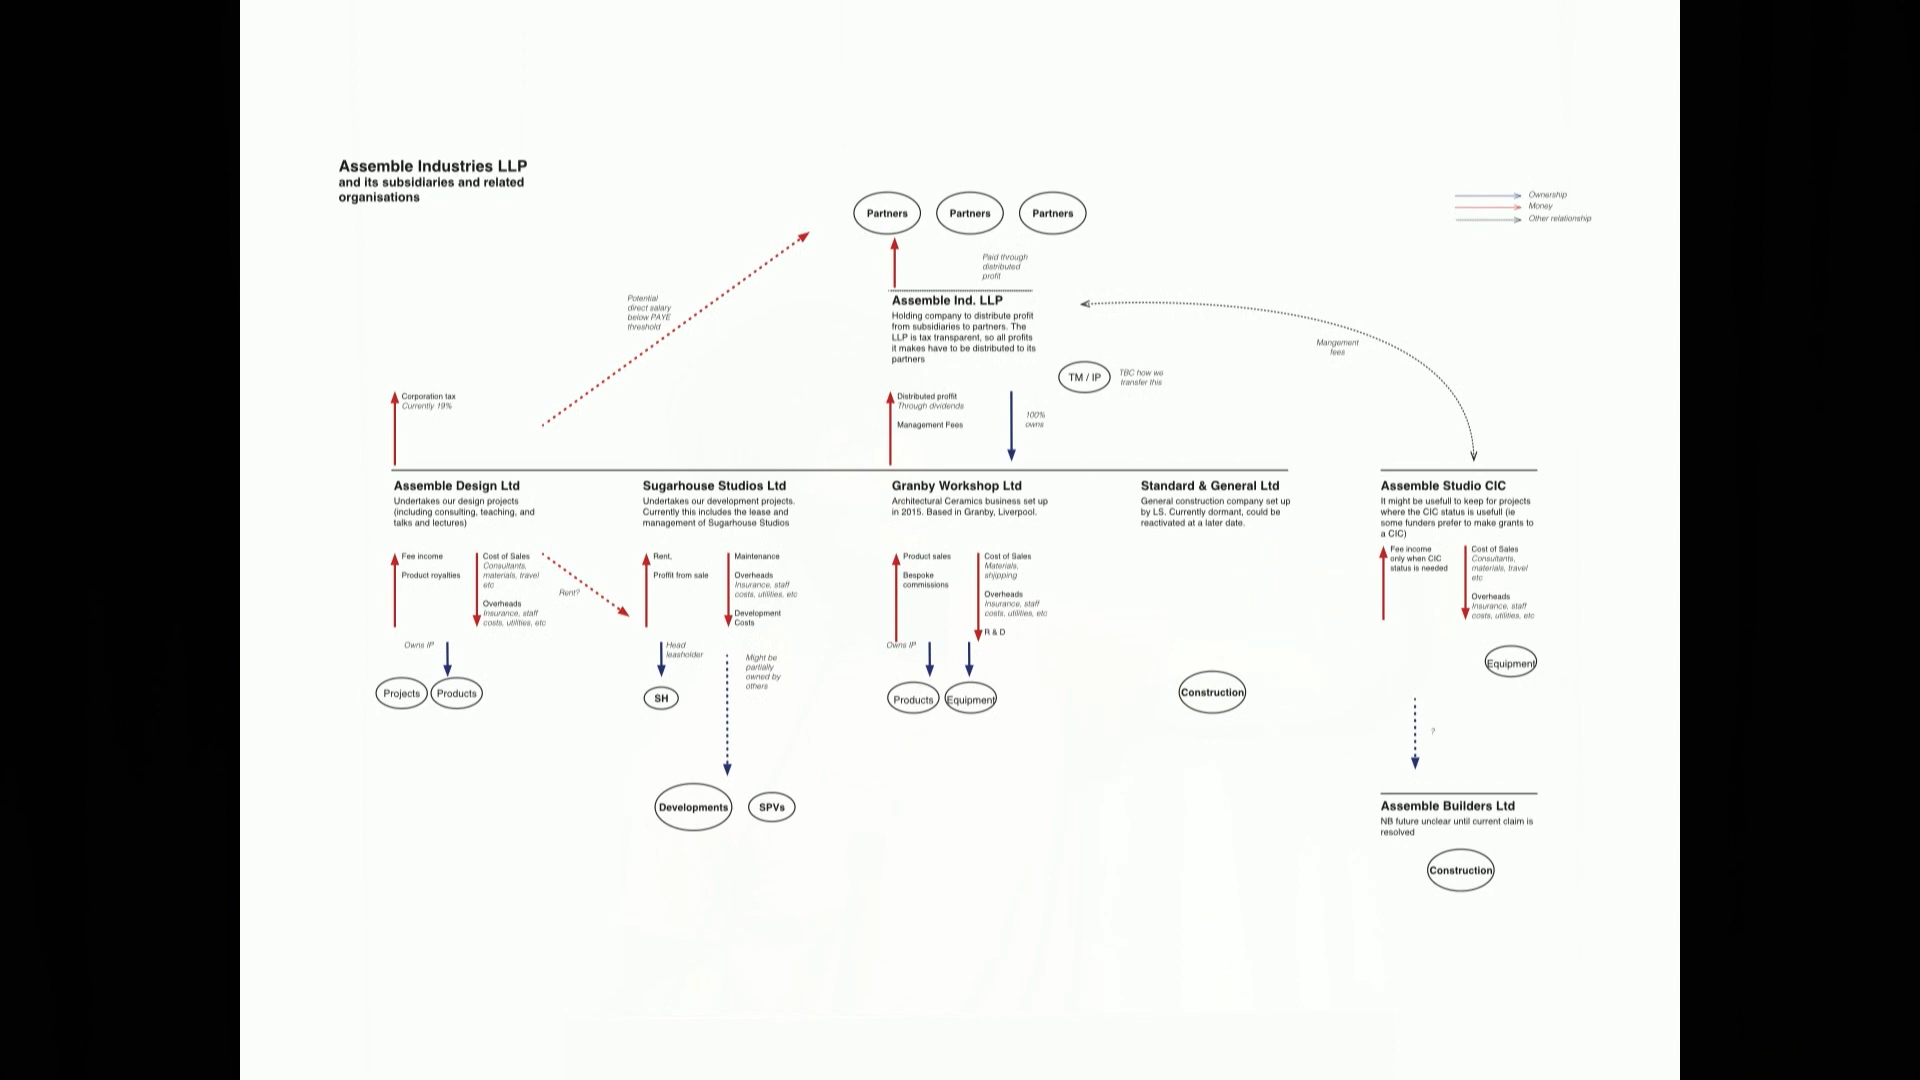 Assemble Industries LLP
and its subsidiaries and related
organisations
Partners
Partners
Partners
Ownership
Money
Other relationship
Paid through
distributed
profit
Potential
direct salary
below PAYE
threshold
Assemble Ind. LLP
Holding company to distribute profit
from subsidiaries to partners. The
LLP is tax transparent, so all profits
it makes have to be distributed to its
partners
Mangement
fees
TM / IP
TBC how we
transfer this
Corporation tax
Currently 19%
Distributed proffit
Through dividends
Management Fees
100%
owns
Assemble Design Ltd
Undertakes our design projects
(including consulting, teaching, and
talks and lectures)
Fee income
Product royalties
Cost of Sales
Consultants,
materials, travel
etc
Overheads
Insurance, staff
costs, utilities, etc
Rent?
Owns IP
Projects
Products
Sugarhouse Studios Ltd
Undertakes our development projects.
Currently this includes the lease and
management of Sugarhouse Studios
Rent,
Proffit from sale
Maintenance
Overheads
Insurance, staff
costs, utilities, etc
Development
Costs
Head
leasholder
Might be
partially
owned by
others
SH
Developments
SPVs
Granby Workshop Ltd
Architectural Ceramics business set up
in 2015. Based in Granby, Liverpool.
Product sales
Bespoke
commissions
Cost of Sales
Materials,
shipping
Overheads
Insurance, staff
costs, utilities, etc
R & D
Owns IP
Products
Equipment
Standard & General Ltd
General construction company set up
by LS. Currently dormant, could be
reactivated at a later date.
Construction
Assemble Studio CIC
It might be usefull to keep for projects
where the CIC status is usefull (ie
some funders prefer to make grants to
a CIC)
Fee income
only when CIC
status is needed
Cost of Sales
Consultants,
materials, travel
etc
Overheads
Insurance, staff
costs, utilities, etc
Equipment
?
Assemble Builders Ltd
NB future unclear until current claim is
resolved
Construction